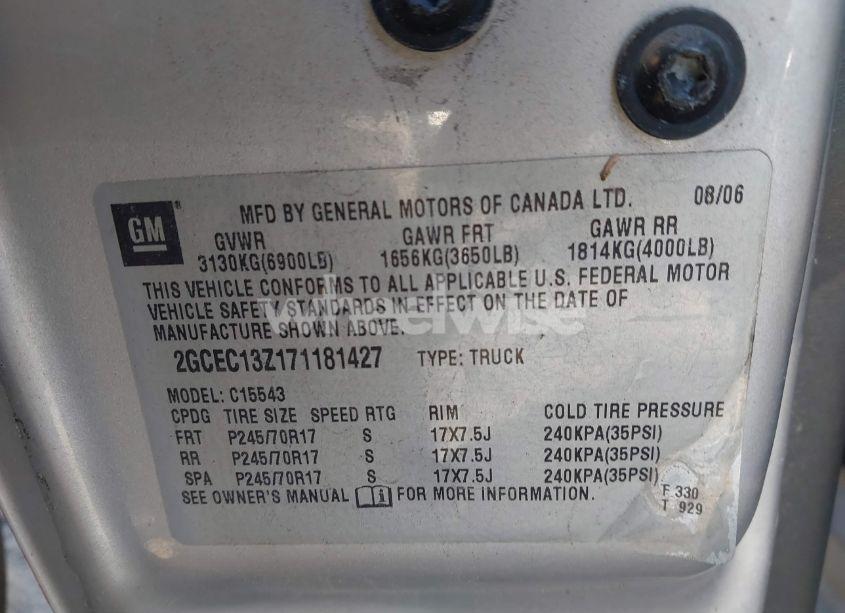 GM
MFD BY GENERAL MOTORS OF CANADA LTD. 08/06
GVWR GAWR FRT GAWR RR
3130KG(6900LB) 1656KG(3650LB) 1814KG(4000LB)
THIS VEHICLE CONFORMS TO ALL APPLICABLE U.S. FEDERAL MOTOR
VEHICLE SAFETY STANDARDS IN EFFECT ON THE DATE OF
MANUFACTURE SHOWN ABOVE.
wheelwise
2GCEC13Z171181427 TYPE: TRUCK
MODEL: C15543
CPDG TIRE SIZE SPEED RTG RIM COLD TIRE PRESSURE
FRT P245/70R17 S 17X7.5J 240KPA(35PSI)
RR P245/70R17 S 17X7.5J 240KPA(35PSI)
SPA P245/70R17 S 17X7.5J 240KPA(35PSI)
SEE OWNER'S MANUAL FOR MORE INFORMATION.
F 330
T 929